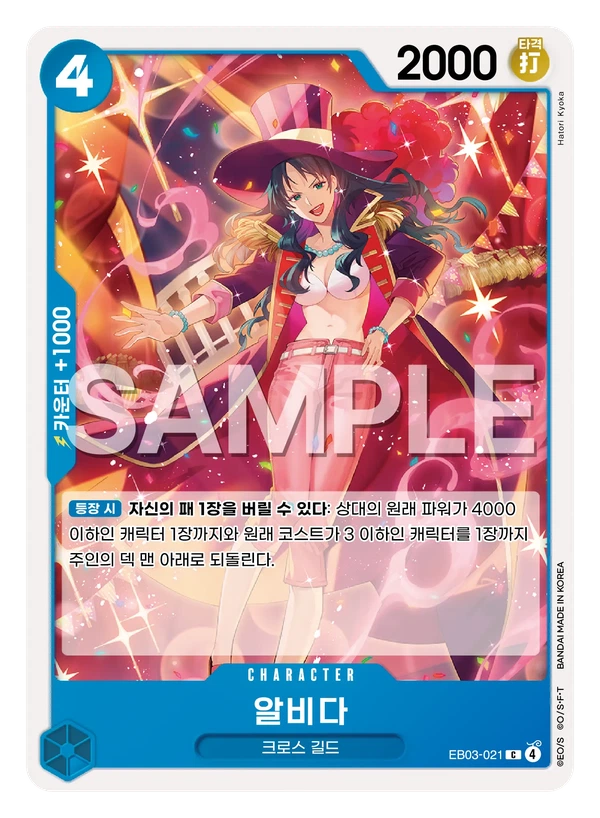 4
2000
타격
打
Hatori Kyoka
카운터 +1000
SAMPLE
등장 시 자신의 패 1장을 버릴 수 있다: 상대의 원래 파워가 4000
이하인 캐릭터 1장까지와 원래 코스트가 3 이하인 캐릭터를 1장까지
주인의 덱 맨 아래로 되돌린다.
CHARACTER
알비다
크로스 길드
EB03-021 C 4
©EO/S ©O/S·F·T BANDAI MADE IN KOREA